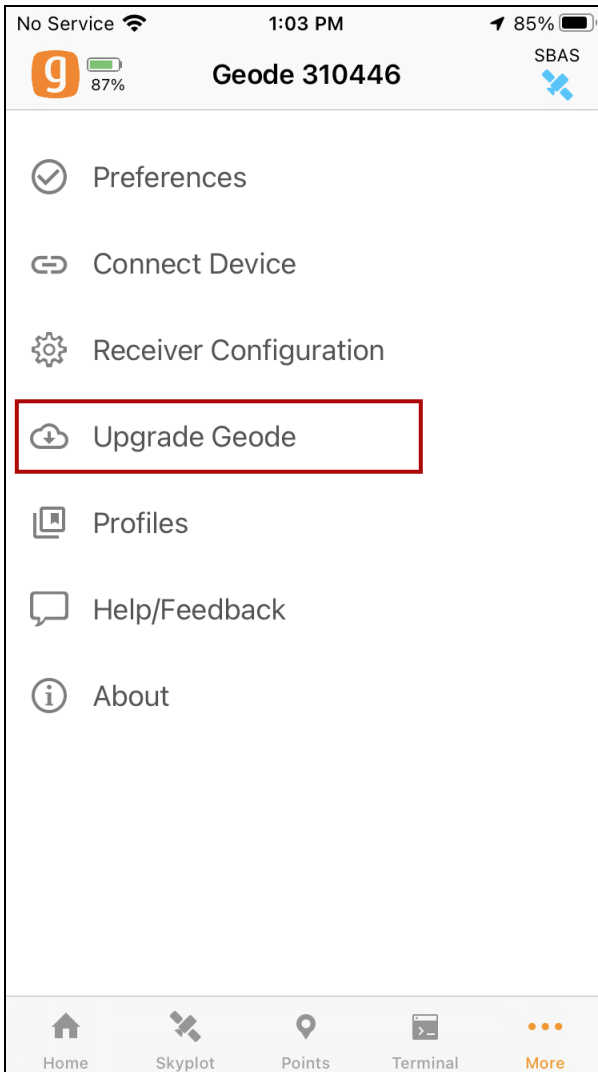 No Service 1:03 PM 85%
g 87% Geode 310446 SBAS
Preferences
Connect Device
Receiver Configuration
Upgrade Geode
Profiles
Help/Feedback
About
Home Skyplot Points Terminal More